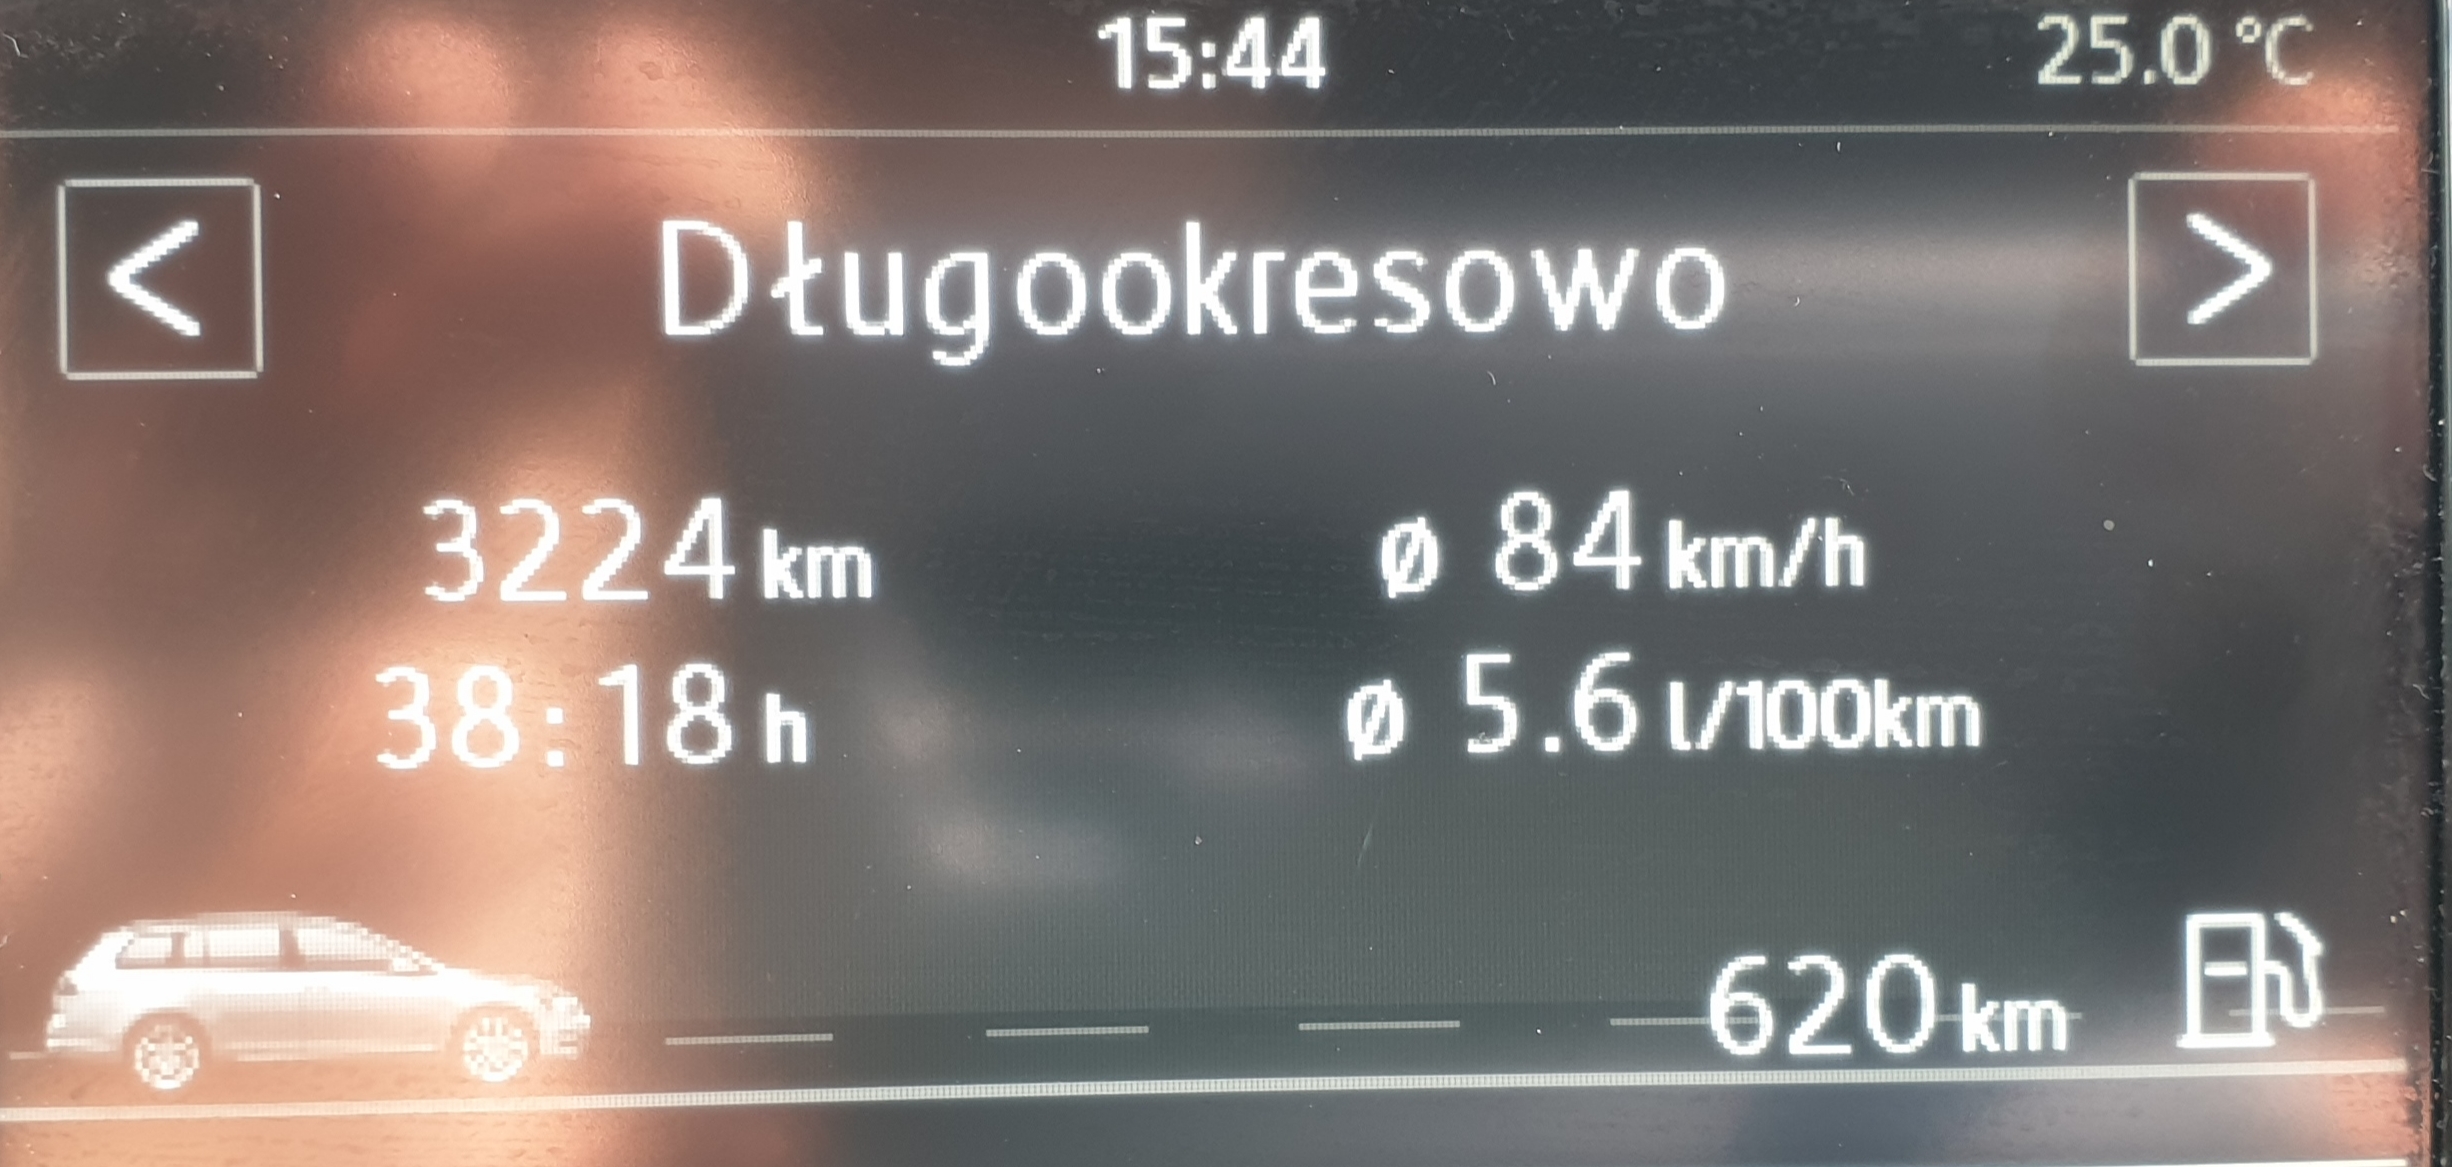 15:44 25.0 °C
< Długookresowo >
3224 km ø 84 km/h
38:18 h ø 5.6 l/100km
620 km